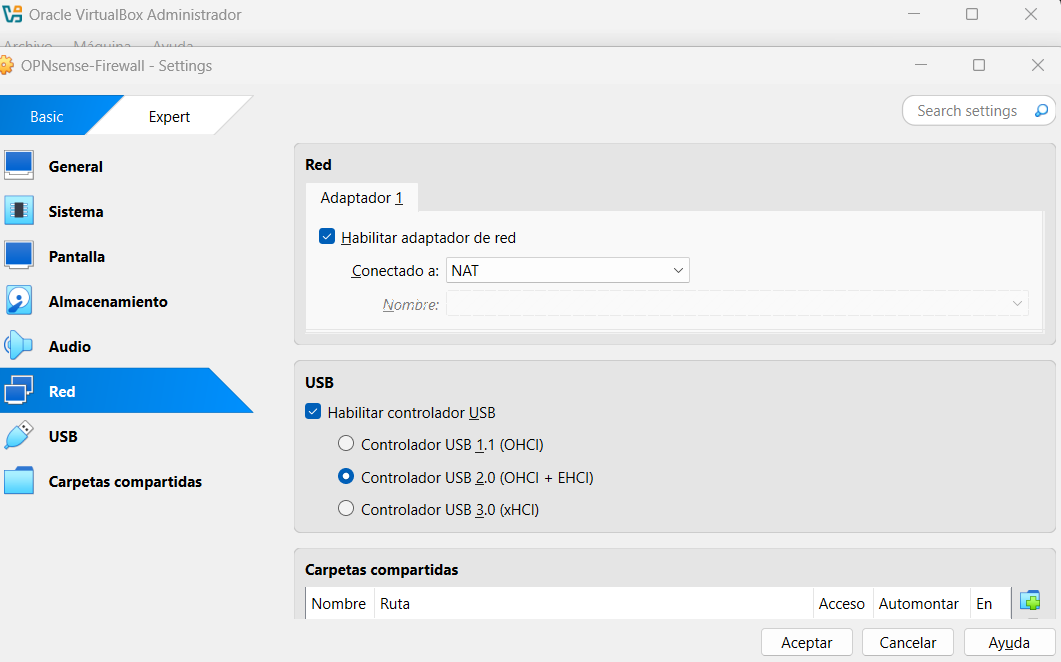 Oracle VirtualBox Administrador
Archivo Máquina Ayuda
OPNsense-Firewall - Settings
Basic Expert Search settings
General
Sistema
Pantalla
Almacenamiento
Audio
Red
USB
Carpetas compartidas
Red
Adaptador 1
Habilitar adaptador de red
Conectado a: NAT
Nombre:
USB
Habilitar controlador USB
Controlador USB 1.1 (OHCI)
Controlador USB 2.0 (OHCI + EHCI)
Controlador USB 3.0 (xHCI)
Carpetas compartidas
Nombre Ruta Acceso Automontar En
Aceptar Cancelar Ayuda